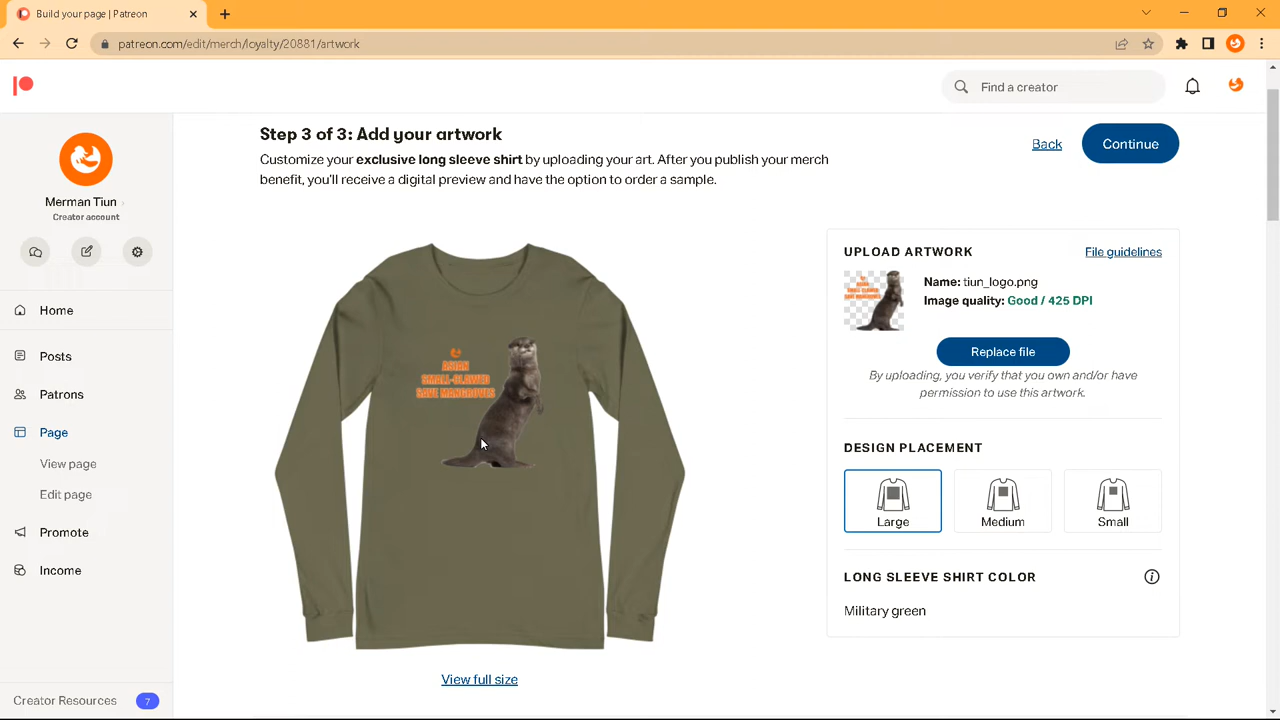 Build your page | Patreon
patreon.com/edit/merch/loyalty/20881/artwork
Find a creator
Merman Tiun
Creator account
Home
Posts
Patrons
Page
View page
Edit page
Promote
Income
Creator Resources
7
Step 3 of 3: Add your artwork
Customize your exclusive long sleeve shirt by uploading your art. After you publish your merch
benefit, you'll receive a digital preview and have the option to order a sample.
Back
Continue
ASIAN
SMALL-CLAWED
SAVE MANGROVES
View full size
UPLOAD ARTWORK
File guidelines
ASIAN
SMALL-CLAWED
SAVE MANGROVES
Name: tiun_logo.png
Image quality: Good / 425 DPI
Replace file
By uploading, you verify that you own and/or have
permission to use this artwork.
DESIGN PLACEMENT
Large
Medium
Small
LONG SLEEVE SHIRT COLOR
Military green